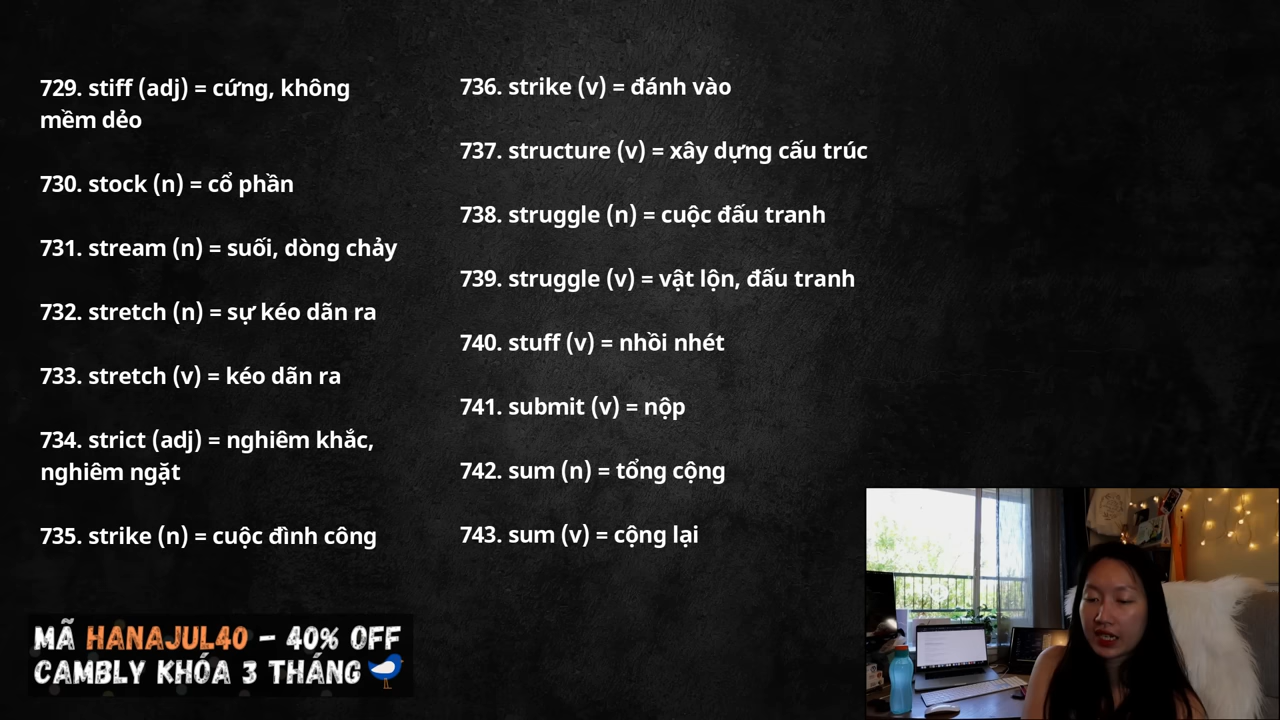 729. stiff (adj) = cứng, không
mềm dẻo
730. stock (n) = cổ phần
731. stream (n) = suối, dòng chảy
732. stretch (n) = sự kéo dãn ra
733. stretch (v) = kéo dãn ra
734. strict (adj) = nghiêm khắc,
nghiêm ngặt
735. strike (n) = cuộc đình công
736. strike (v) = đánh vào
737. structure (v) = xây dựng cấu trúc
738. struggle (n) = cuộc đấu tranh
739. struggle (v) = vật lộn, đấu tranh
740. stuff (v) = nhồi nhét
741. submit (v) = nộp
742. sum (n) = tổng cộng
743. sum (v) = cộng lại
MÃ HANAJUL40 – 40% OFF
CAMBLY KHÓA 3 THÁNG